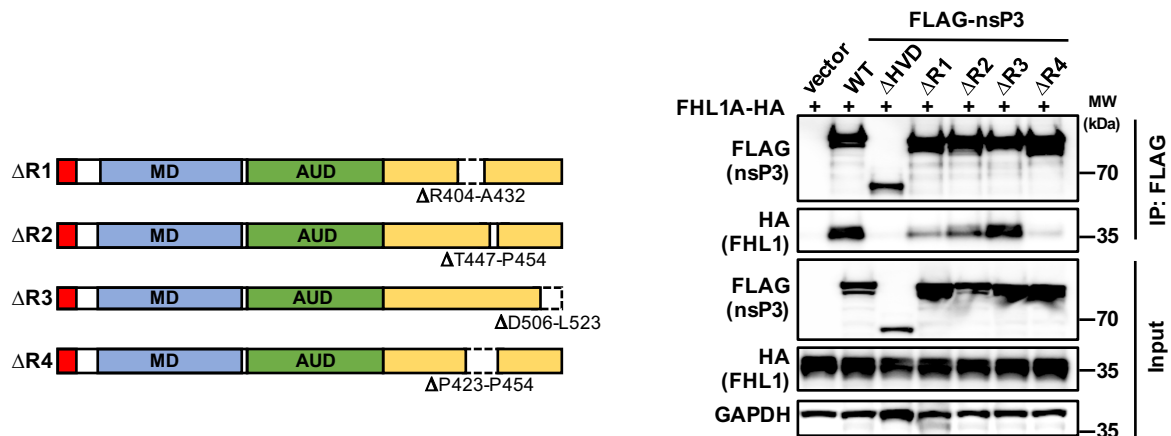 ΔR1
MD
AUD
ΔR404-A432
ΔR2
MD
AUD
ΔT447-P454
ΔR3
MD
AUD
ΔD506-L523
ΔR4
MD
AUD
ΔP423-P454
FLAG-nsP3
vector WT ΔHVD ΔR1 ΔR2 ΔR3 ΔR4
FHL1A-HA + + + + + + +
MW
(kDa)
FLAG
(nsP3)
70
HA
(FHL1)
35
IP: FLAG
FLAG
(nsP3)
70
HA
(FHL1)
35
GAPDH
35
Input